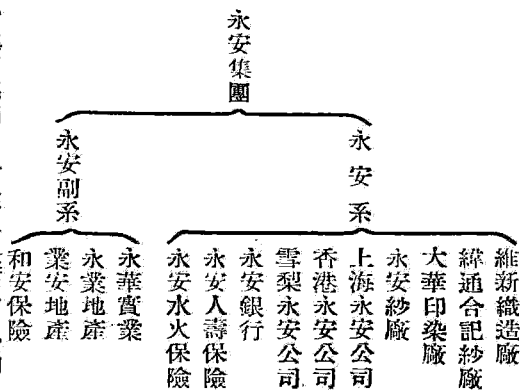 永安集團
永安系
維新織造廠
緯通合記紗廠
大華印染廠
永安紗廠
上海永安公司
香港永安公司
雪梨永安公司
永安銀行
永安人壽保險
永安水火保險
永安副系
永華實業
永業地產
業安地產
和安保險